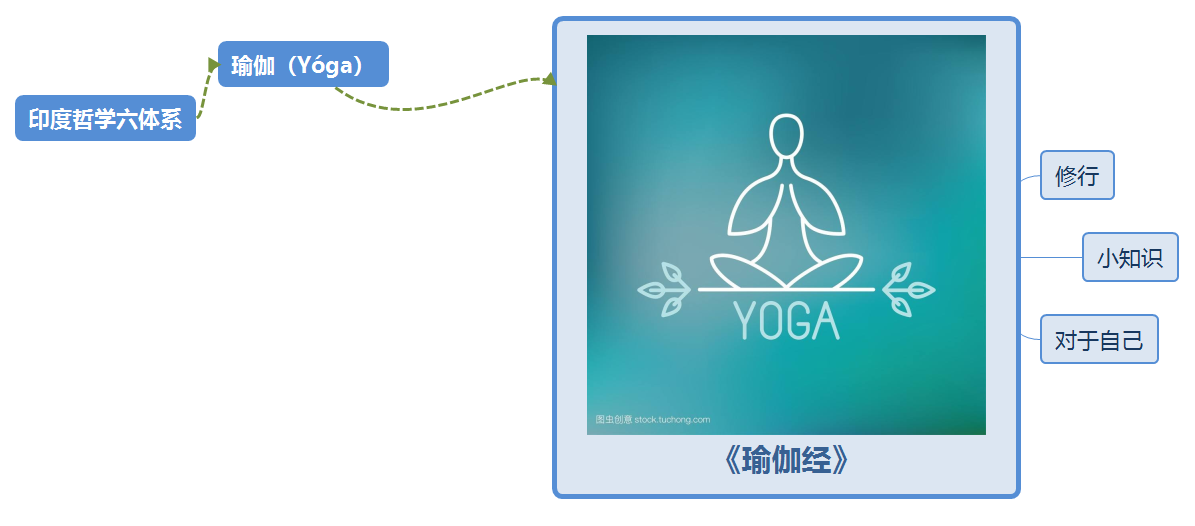 印度哲学六体系
瑜伽（Yóga）
YOGA
图虫创意 stock.tuchong.com
《瑜伽经》
修行
小知识
对于自己